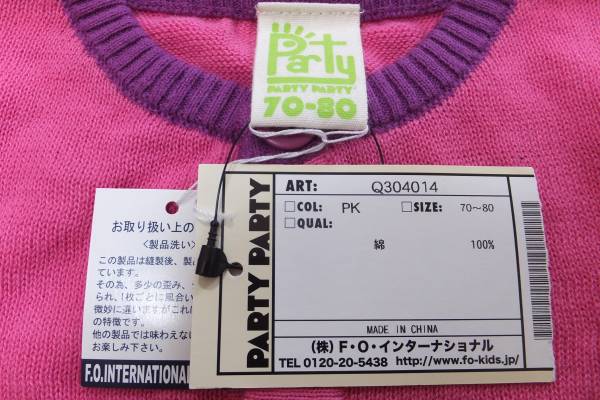 Party
PARTY PARTY
70-80
PARTY PARTY
ART: Q304014
□COL: PK □SIZE: 70～80
□QUAL:
綿 100%
MADE IN CHINA
(株) F・O・インターナショナル
TEL 0120-20-5438 http://www.fo-kids.jp/
お取り扱い上の
〈製品洗い〉
この製品は縫製後、製品
ています。
その為、多少の歪み、
られ、1枚ごとに風合い
微妙に違いますがこれ
の特徴です。
他の製品では味わえない
お楽しみ下さい。
F.O.INTERNATIONAL